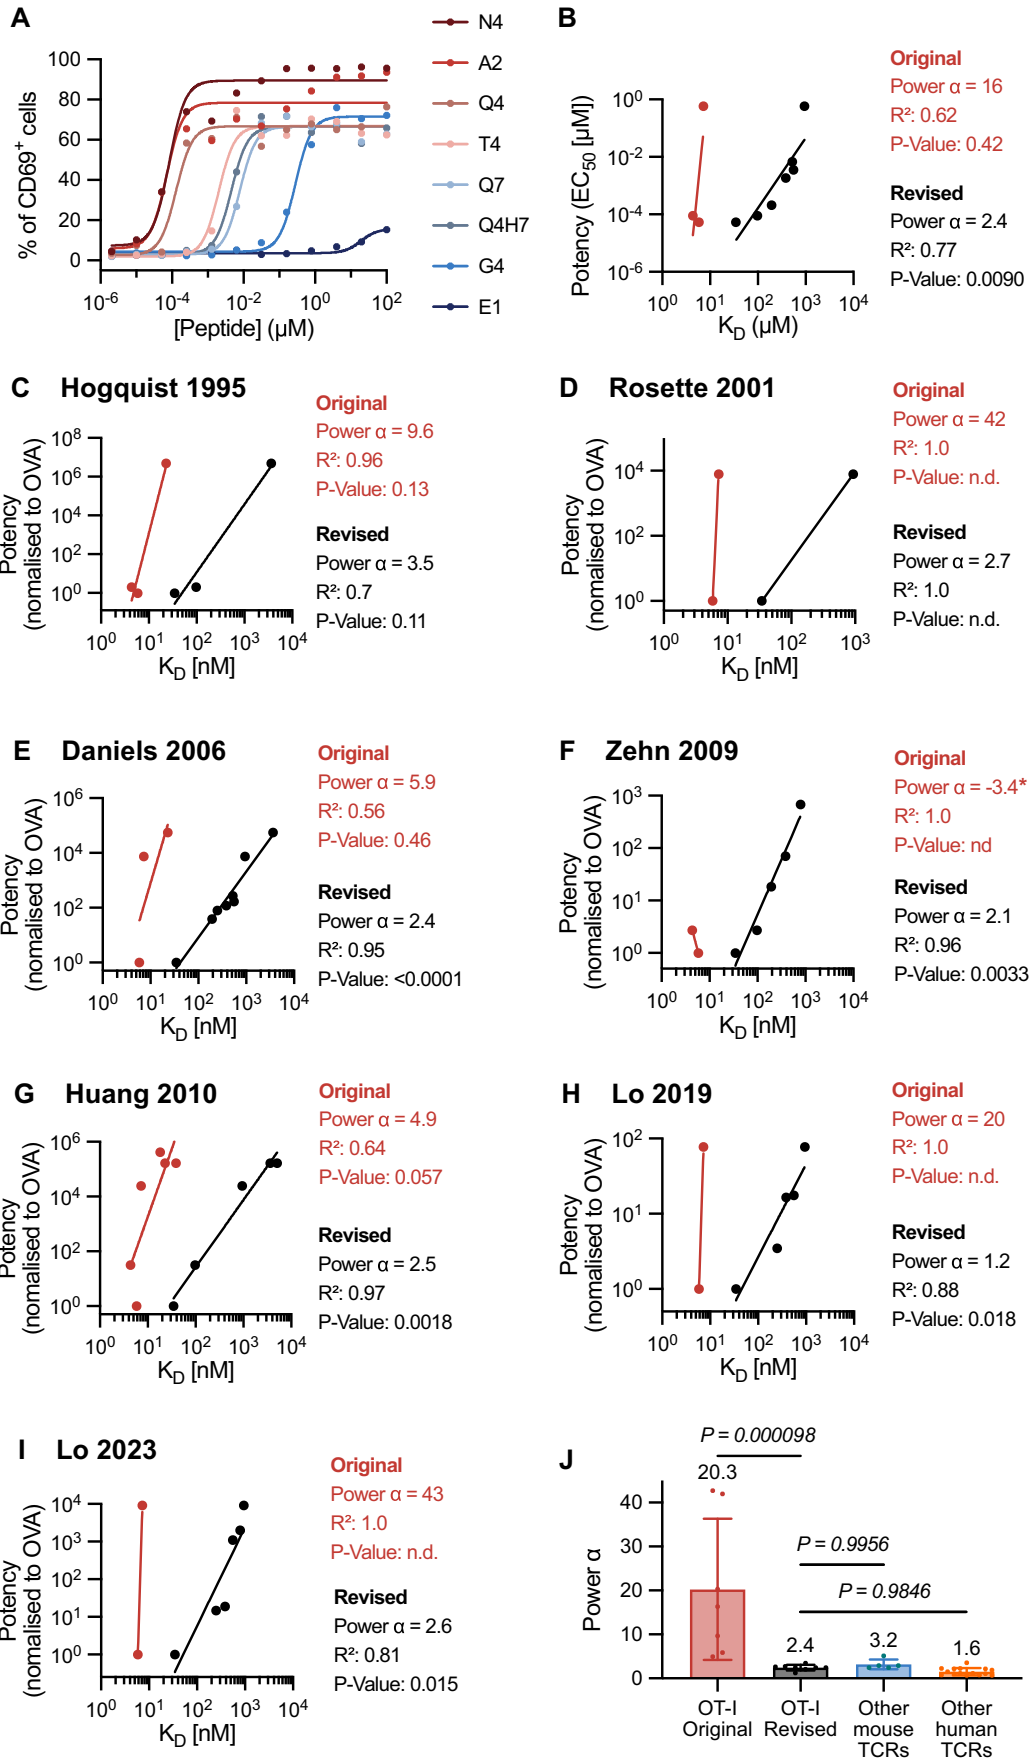 A
% of CD69+ cells
100
80
60
40
20
0
10-6
10-4
10-2
100
102
[Peptide] (µM)
N4
A2
Q4
T4
Q7
Q4H7
G4
E1
B
Potency (EC50 [µM])
100
10-2
10-4
10-6
100
101
102
103
104
KD (µM)
Original
Power α = 16
R²: 0.62
P-Value: 0.42
Revised
Power α = 2.4
R²: 0.77
P-Value: 0.0090
C Hogquist 1995
Potency
(normalised to OVA)
108
106
104
102
100
100
101
102
103
104
KD [nM]
Original
Power α = 9.6
R²: 0.96
P-Value: 0.13
Revised
Power α = 3.5
R²: 0.7
P-Value: 0.11
D Rosette 2001
Potency
(normalised to OVA)
104
102
100
100
101
102
103
KD [nM]
Original
Power α = 42
R²: 1.0
P-Value: n.d.
Revised
Power α = 2.7
R²: 1.0
P-Value: n.d.
E Daniels 2006
Potency
(normalised to OVA)
106
104
102
100
100
101
102
103
104
KD [nM]
Original
Power α = 5.9
R²: 0.56
P-Value: 0.46
Revised
Power α = 2.4
R²: 0.95
P-Value: <0.0001
F Zehn 2009
Potency
(normalised to OVA)
103
102
101
100
100
101
102
103
104
KD [nM]
Original
Power α = -3.4*
R²: 1.0
P-Value: nd
Revised
Power α = 2.1
R²: 0.96
P-Value: 0.0033
G Huang 2010
Potency
(normalised to OVA)
106
104
102
100
100
101
102
103
104
KD [nM]
Original
Power α = 4.9
R²: 0.64
P-Value: 0.057
Revised
Power α = 2.5
R²: 0.97
P-Value: 0.0018
H Lo 2019
Potency
(normalised to OVA)
102
101
100
100
101
102
103
104
KD [nM]
Original
Power α = 20
R²: 1.0
P-Value: n.d.
Revised
Power α = 1.2
R²: 0.88
P-Value: 0.018
I Lo 2023
Potency
(normalised to OVA)
104
103
102
101
100
100
101
102
103
104
KD [nM]
Original
Power α = 43
R²: 1.0
P-Value: n.d.
Revised
Power α = 2.6
R²: 0.81
P-Value: 0.015
J
Power α
40
30
20
10
0
P = 0.000098
20.3
P = 0.9956
P = 0.9846
2.4
3.2
1.6
OT-I
Original
OT-I
Revised
Other
mouse
TCRs
Other
human
TCRs